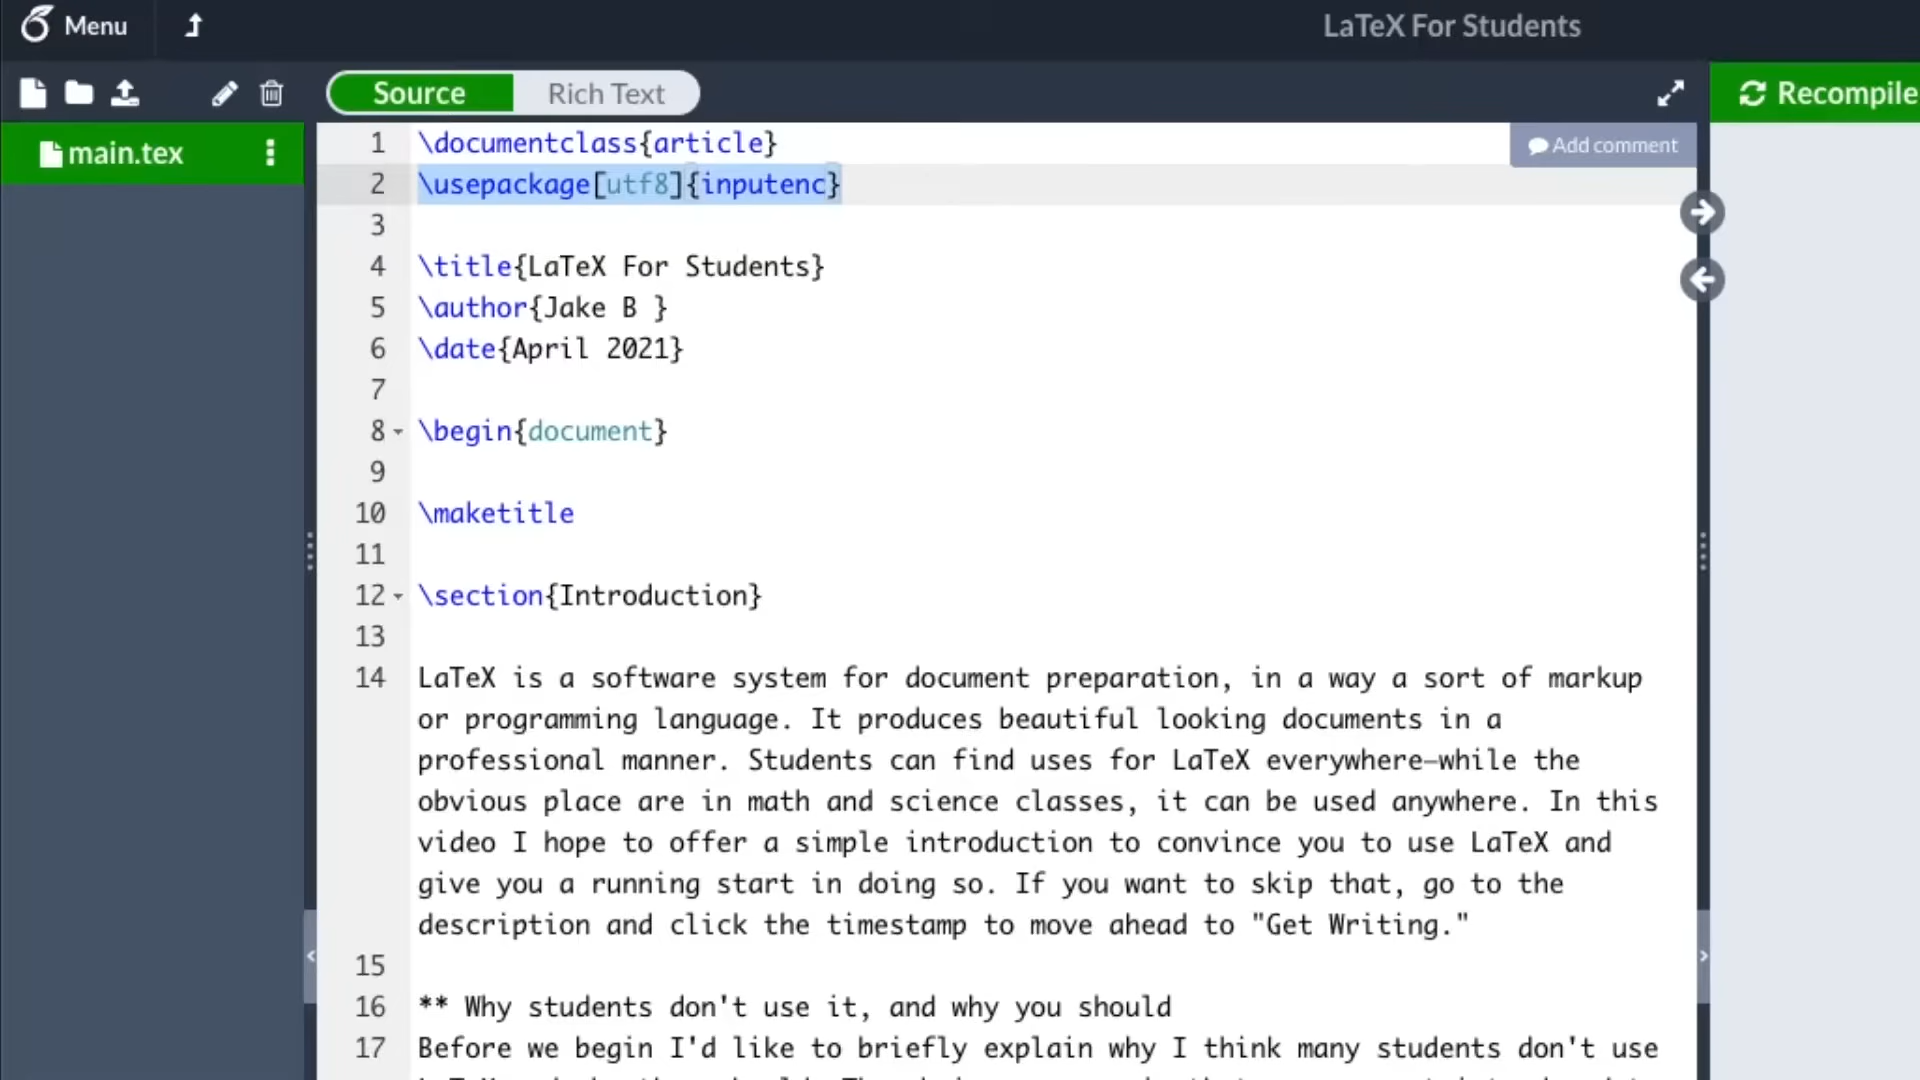 Menu
LaTeX For Students
Source
Rich Text
Recompile
main.tex
Add comment
1 \documentclass{article}
2 \usepackage[utf8]{inputenc}
3
4 \title{LaTeX For Students}
5 \author{Jake B }
6 \date{April 2021}
7
8 \begin{document}
9
10 \maketitle
11
12 \section{Introduction}
13
14 LaTeX is a software system for document preparation, in a way a sort of markup
or programming language. It produces beautiful looking documents in a
professional manner. Students can find uses for LaTeX everywhere—while the
obvious place are in math and science classes, it can be used anywhere. In this
video I hope to offer a simple introduction to convince you to use LaTeX and
give you a running start in doing so. If you want to skip that, go to the
description and click the timestamp to move ahead to "Get Writing."
15
16 ** Why students don't use it, and why you should
17 Before we begin I'd like to briefly explain why I think many students don't use